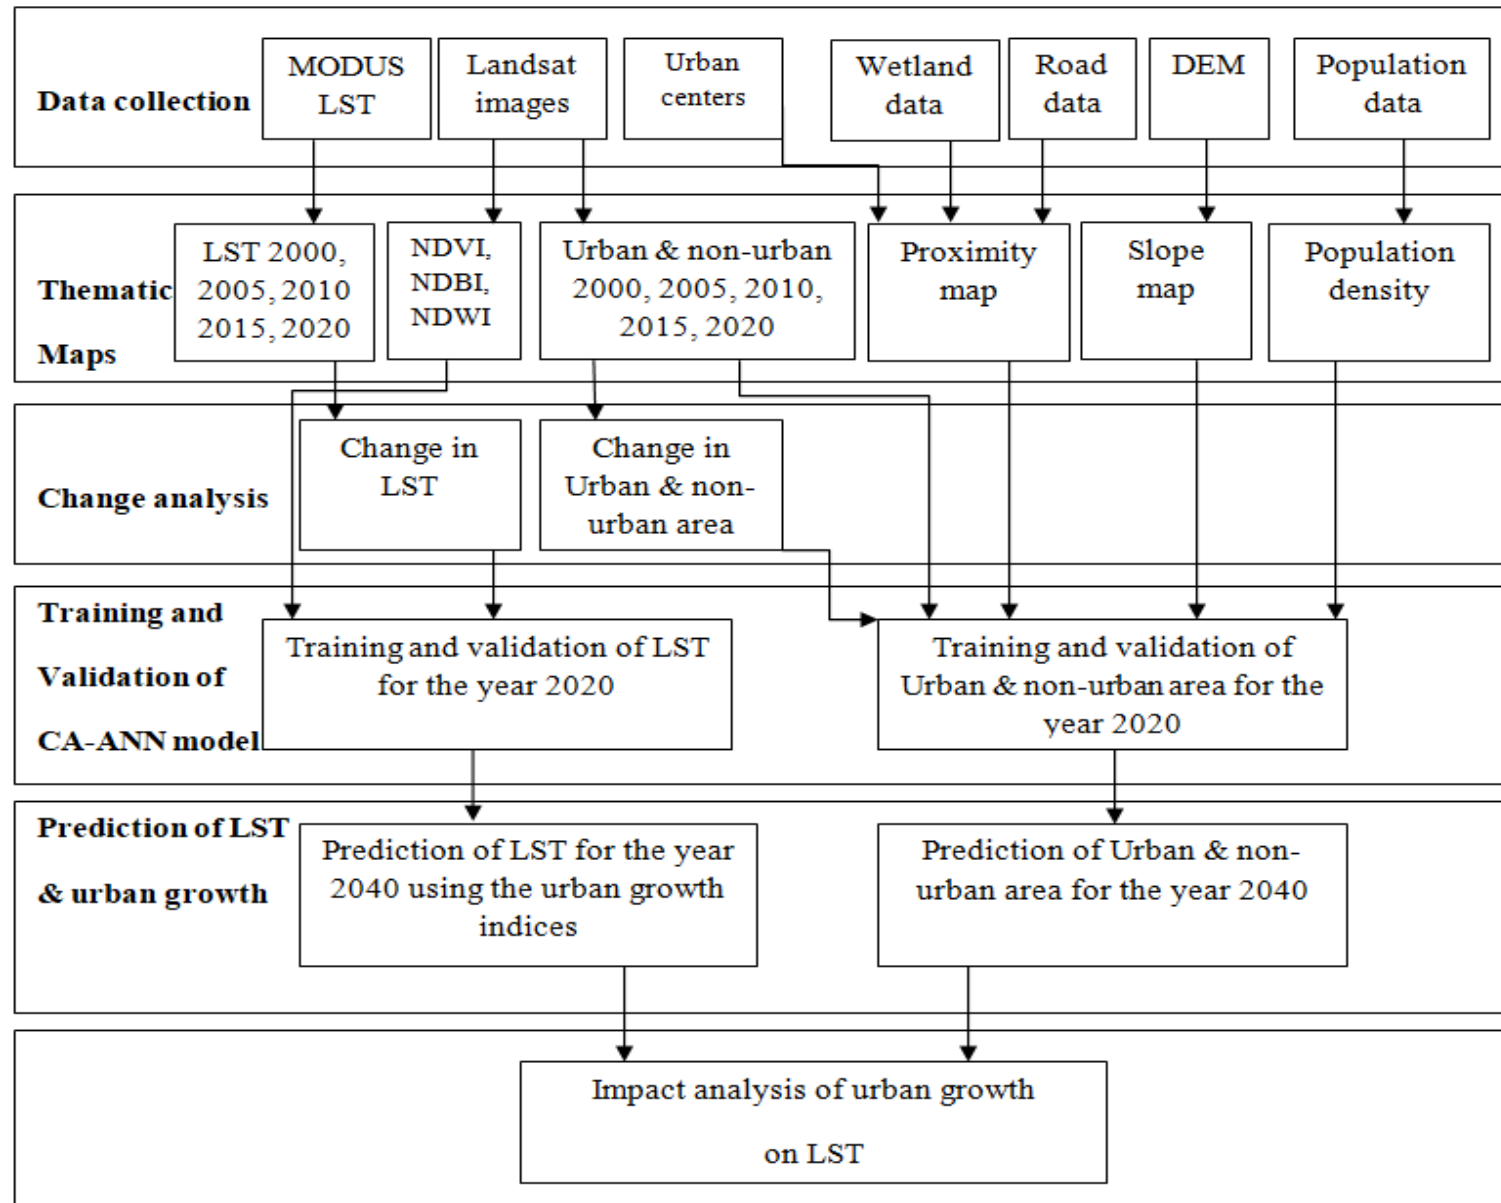 Data collection
MODUS
LST
Landsat
images
Urban
centers
Wetland
data
Road
data
DEM
Population
data
Thematic
Maps
LST 2000,
2005, 2010
2015, 2020
NDVI,
NDBI,
NDWI
Urban & non-urban
2000, 2005, 2010,
2015, 2020
Proximity
map
Slope
map
Population
density
Change analysis
Change in
LST
Change in
Urban & non-
urban area
Training and
Validation of
CA-ANN model
Training and validation of LST
for the year 2020
Training and validation of
Urban & non-urban area for the
year 2020
Prediction of LST
& urban growth
Prediction of LST for the year
2040 using the urban growth
indices
Prediction of Urban & non-
urban area for the year 2040
Impact analysis of urban growth
on LST